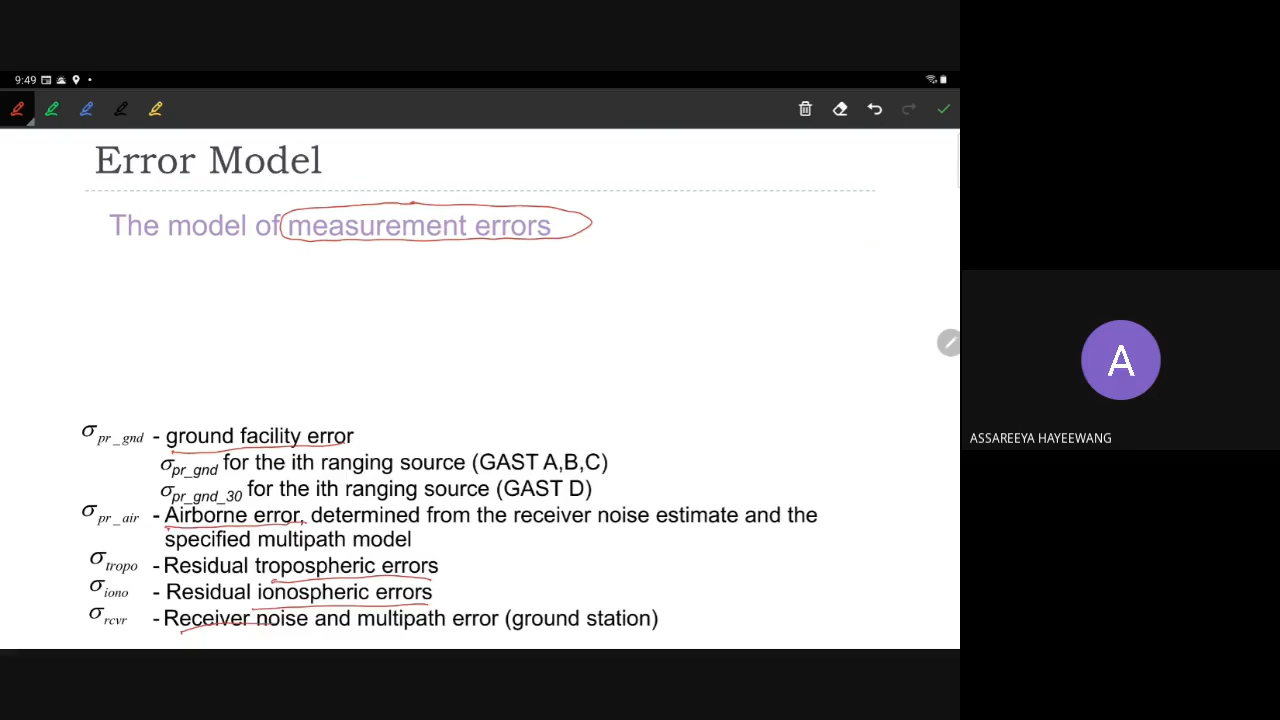 9:49
Error Model
The model of measurement errors
σpr_gnd - ground facility error
σpr_gnd for the ith ranging source (GAST A,B,C)
σpr_gnd_30 for the ith ranging source (GAST D)
σpr_air - Airborne error, determined from the receiver noise estimate and the
specified multipath model
σtropo - Residual tropospheric errors
σiono - Residual ionospheric errors
σrcvr - Receiver noise and multipath error (ground station)
A
ASSAREEYA HAYEEWANG